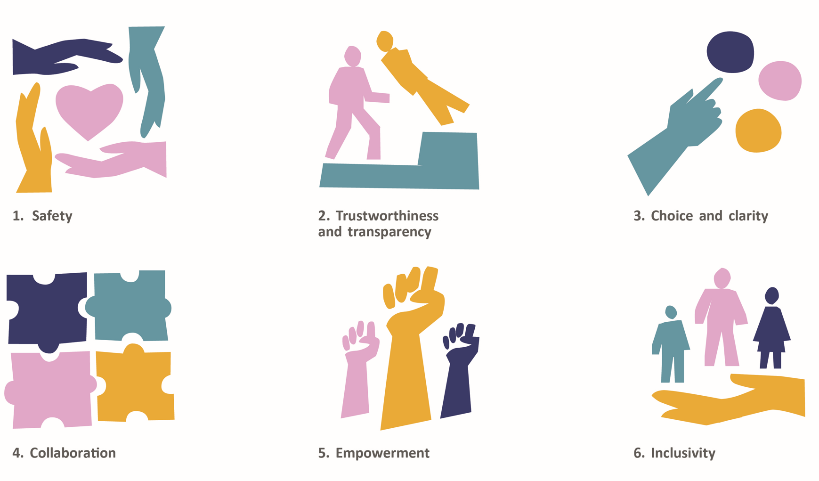 1. Safety
2. Trustworthiness
and transparency
3. Choice and clarity
4. Collaboration
5. Empowerment
6. Inclusivity